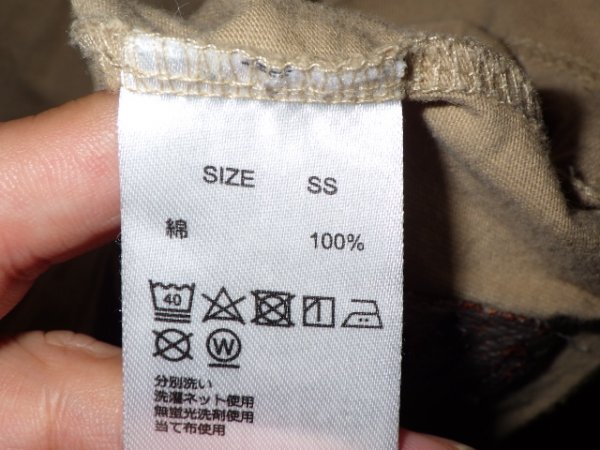 SIZE SS
綿 100%
40
W
分別洗い
洗濯ネット使用
無蛍光洗剤使用
当て布使用